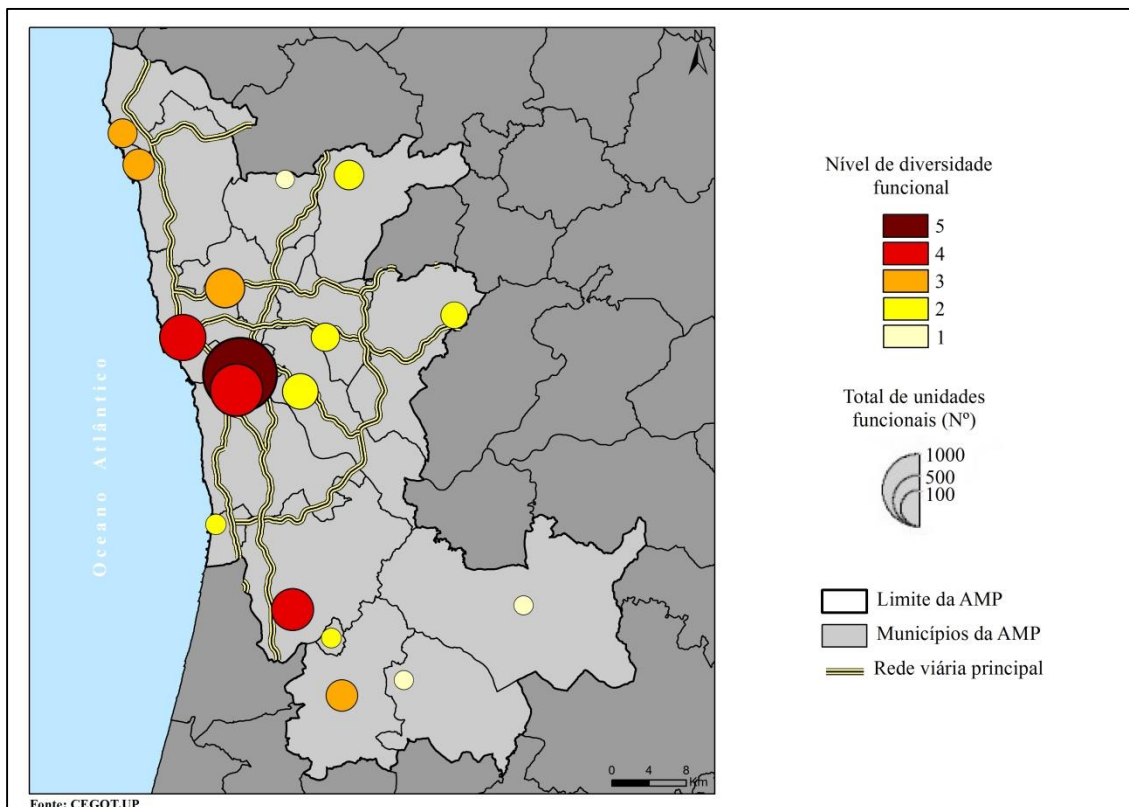 N
Oceano Atlântico
0 4 8
Km
Fonte: CEGOT.UP
Nível de diversidade
funcional
5
4
3
2
1
Total de unidades
funcionais (Nº)
1000
500
100
Limite da AMP
Municípios da AMP
Rede viária principal